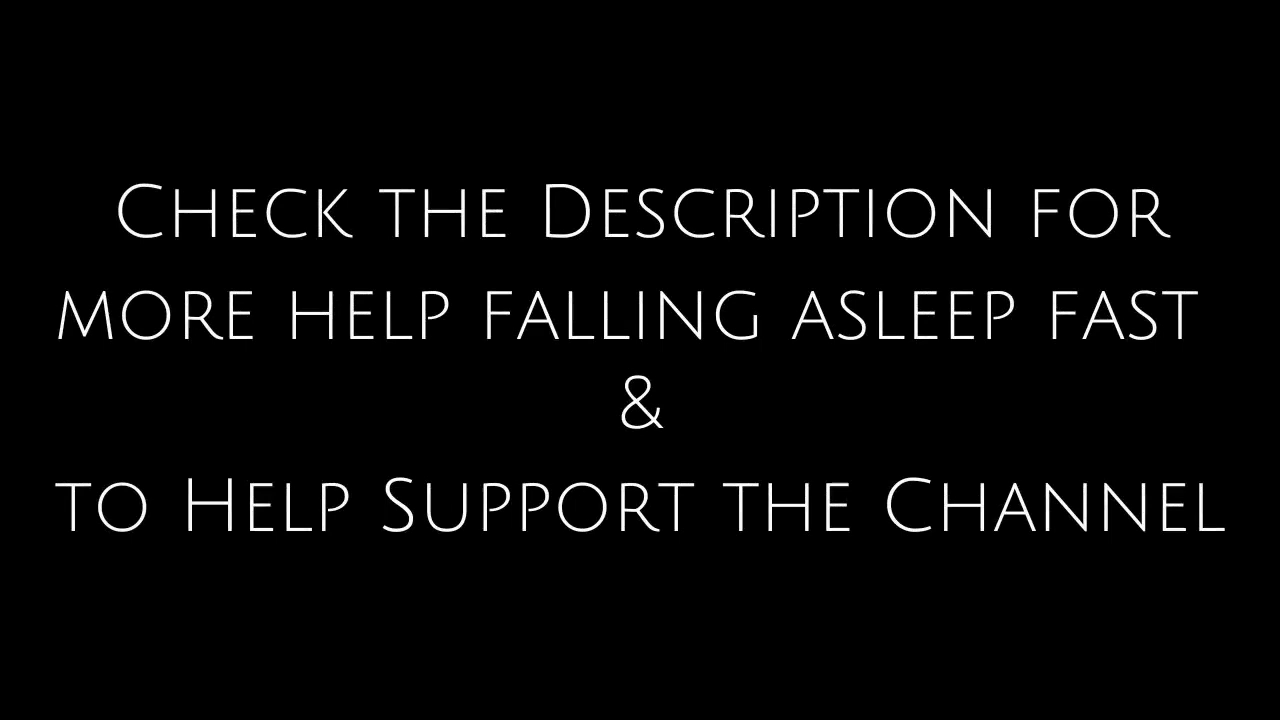 Check the Description for
more help falling asleep fast
&
to Help Support the Channel